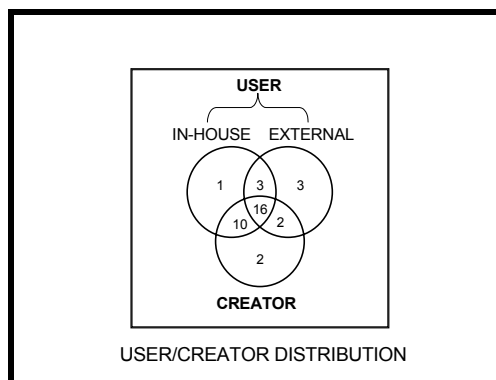 USER
IN-HOUSE EXTERNAL
1 3 3
16
10 2
2
CREATOR
USER/CREATOR DISTRIBUTION